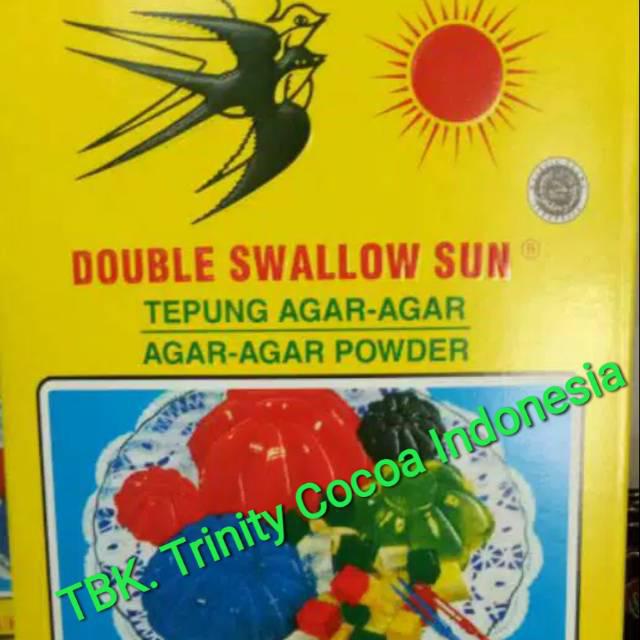 DOUBLE SWALLOW SUN ®
TEPUNG AGAR-AGAR
AGAR-AGAR POWDER
TBK. Trinity Cocoa Indonesia